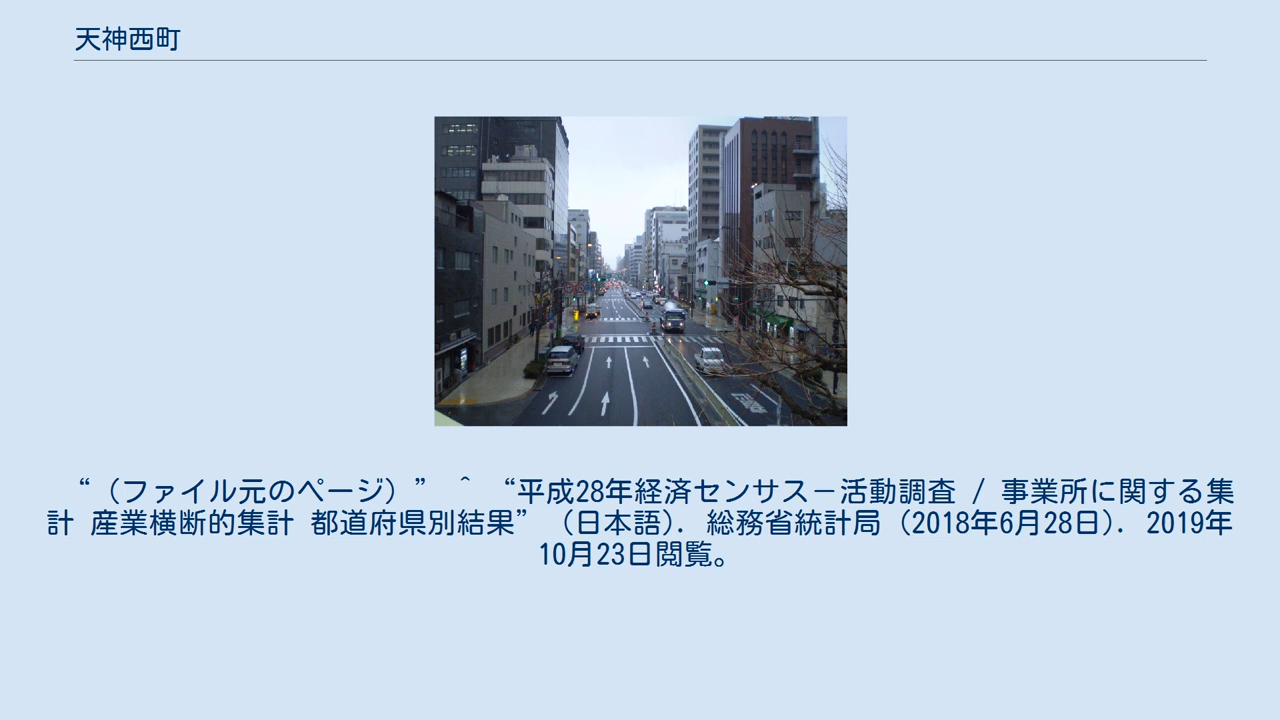 天神西町
“（ファイル元のページ）” ^ “平成28年経済センサス－活動調査 / 事業所に関する集
計 産業横断的集計 都道府県別結果” （日本語). 総務省統計局 (2018年6月28日). 2019年
10月23日閲覧。